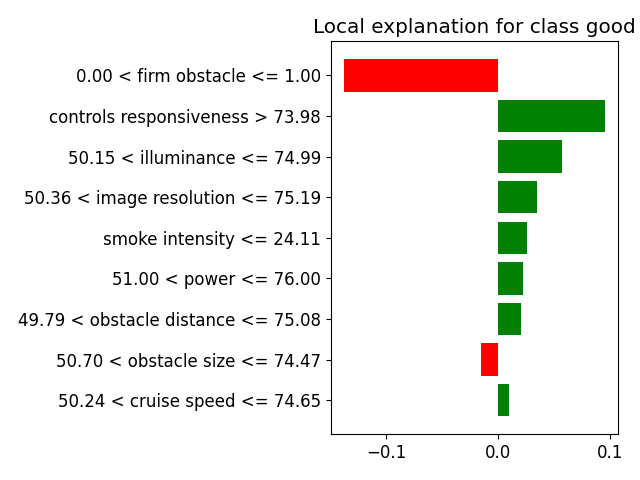 Local explanation for class good
0.00 < firm obstacle <= 1.00
controls responsiveness > 73.98
50.15 < illuminance <= 74.99
50.36 < image resolution <= 75.19
smoke intensity <= 24.11
51.00 < power <= 76.00
49.79 < obstacle distance <= 75.08
50.70 < obstacle size <= 74.47
50.24 < cruise speed <= 74.65
−0.1 0.0 0.1